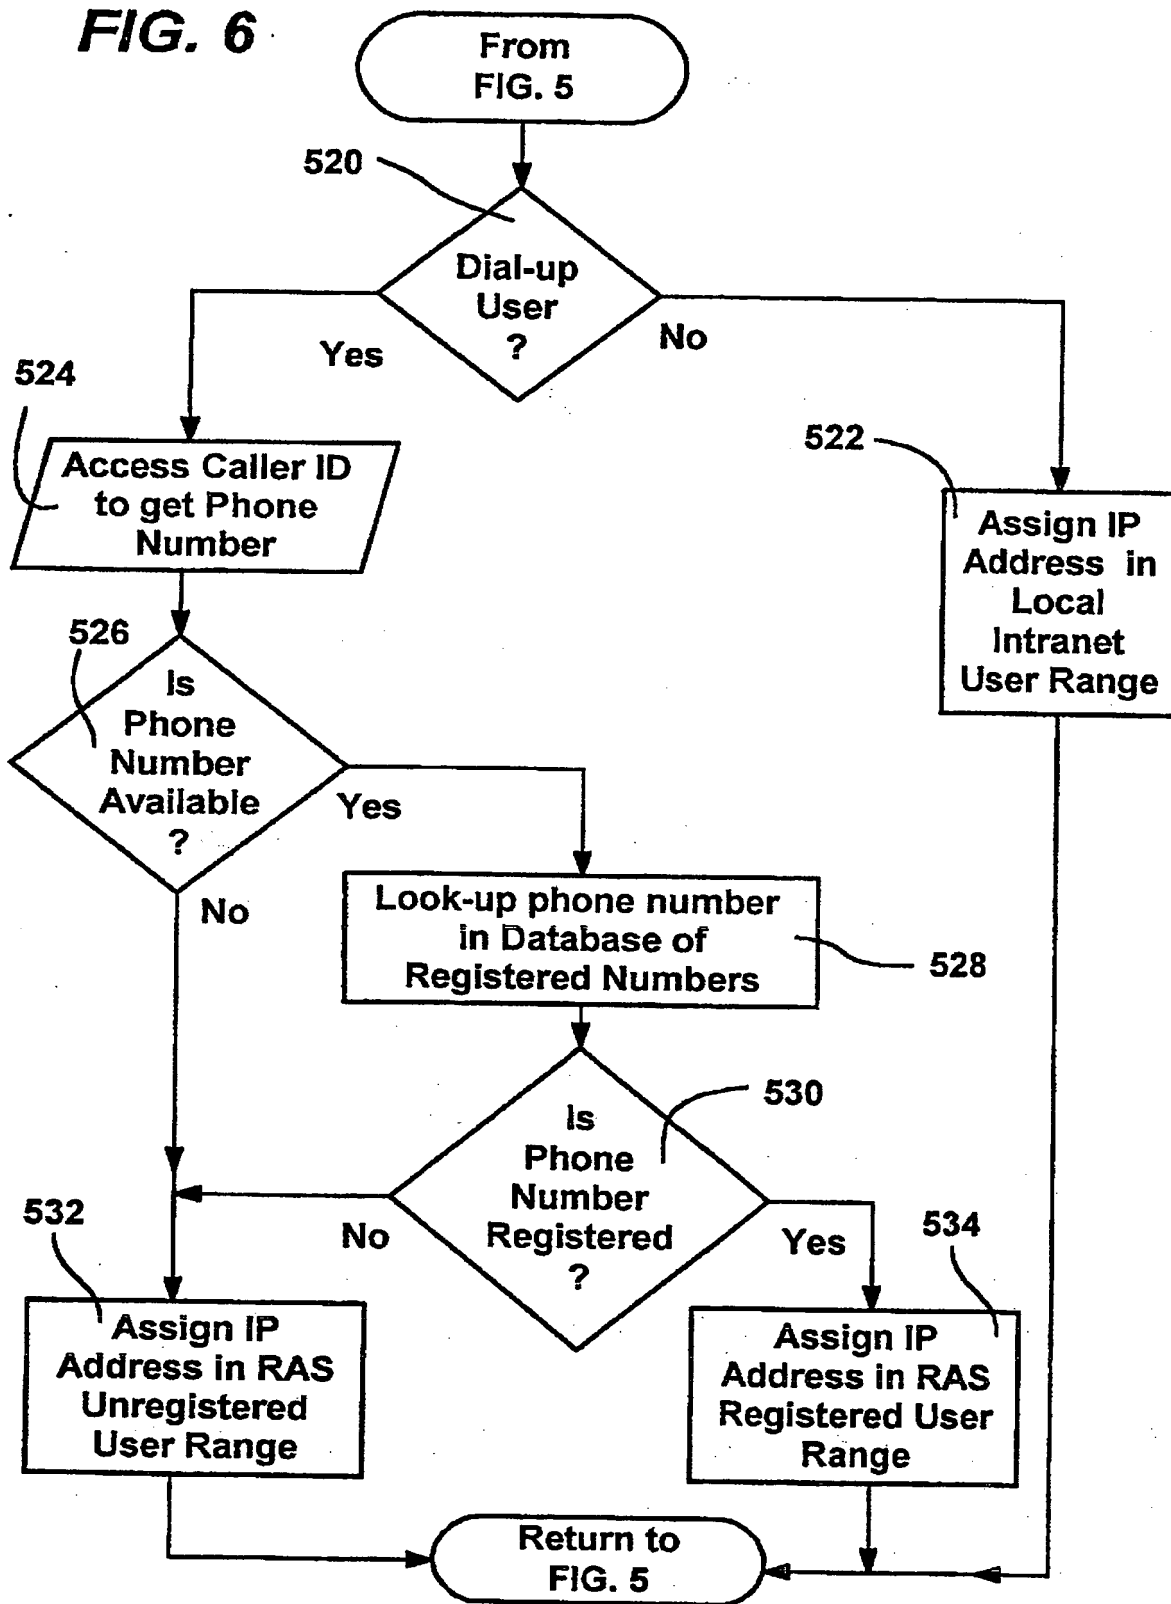 FIG. 6
From
FIG. 5
520
Dial-up
User
?
Yes
No
524
Access Caller ID
to get Phone
Number
522
Assign IP
Address in
Local
Intranet
User Range
526
Is
Phone
Number
Available
?
Yes
No
Look-up phone number
in Database of
Registered Numbers
528
530
Is
Phone
Number
Registered
?
No
Yes
532
Assign IP
Address in RAS
Unregistered
User Range
534
Assign IP
Address in RAS
Registered User
Range
Return to
FIG. 5